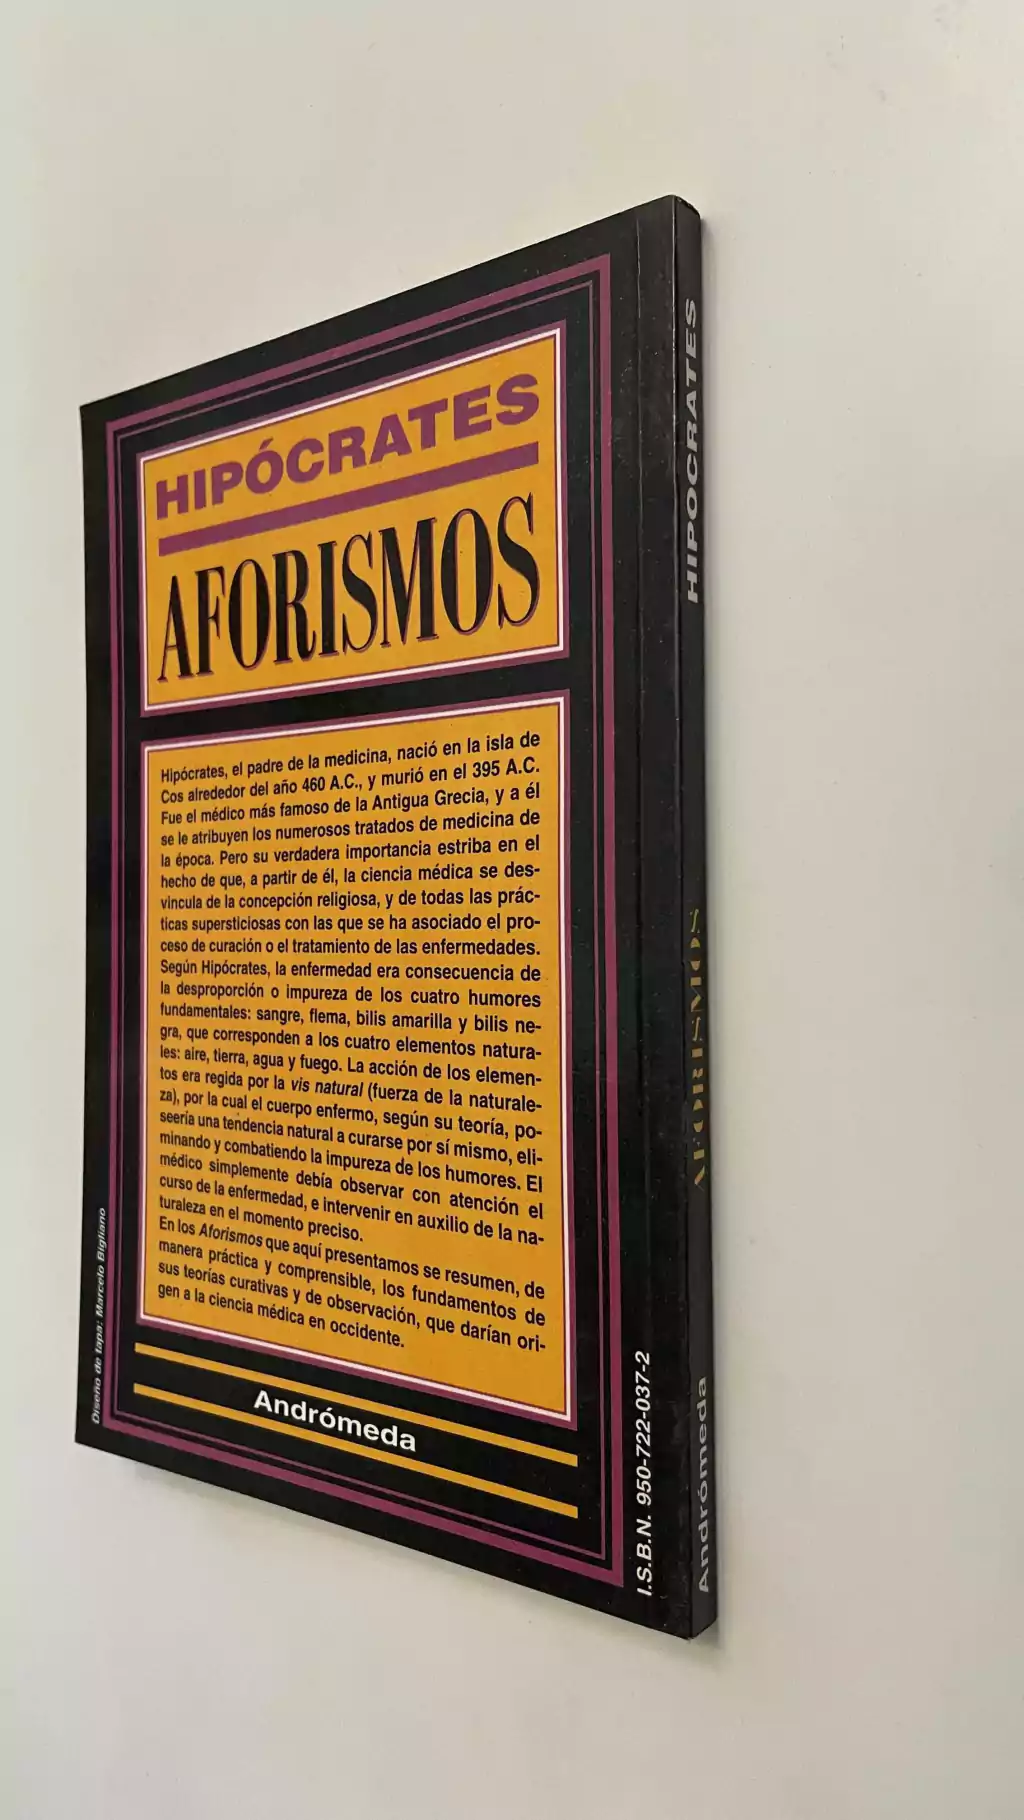 HIPÓCRATES
AFORISMOS
Hipócrates, el padre de la medicina, nació en la isla de
Cos alrededor del año 460 A.C., y murió en el 395 A.C.
Fue el médico más famoso de la Antigua Grecia, y a él
se le atribuyen los numerosos tratados de medicina de
la época. Pero su verdadera importancia estriba en el
hecho de que, a partir de él, la ciencia médica se des-
vincula de la concepción religiosa, y de todas las prác-
ticas supersticiosas con las que se ha asociado el pro-
ceso de curación o el tratamiento de las enfermedades.
Según Hipócrates, la enfermedad era consecuencia de
la desproporción o impureza de los cuatro humores
fundamentales: sangre, flema, bilis amarilla y bilis ne-
gra, que corresponden a los cuatro elementos natura-
les: aire, tierra, agua y fuego. La acción de los elemen-
tos era regida por la vis natural (fuerza de la naturale-
za), por la cual el cuerpo enfermo, según su teoría, po-
seería una tendencia natural a curarse por sí mismo, eli-
minando y combatiendo la impureza de los humores. El
médico simplemente debía observar con atención el
curso de la enfermedad, e intervenir en auxilio de la na-
turaleza en el momento preciso.
En los Aforismos que aquí presentamos se resumen, de
manera práctica y comprensible, los fundamentos de
sus teorías curativas y de observación, que darían ori-
gen a la ciencia médica en occidente.
Andrómeda
Diseño de tapa: Marcelo Bigliano
I.S.B.N. 950-722-037-2
HIPOCRATES
AFORISMOS
Andrómeda